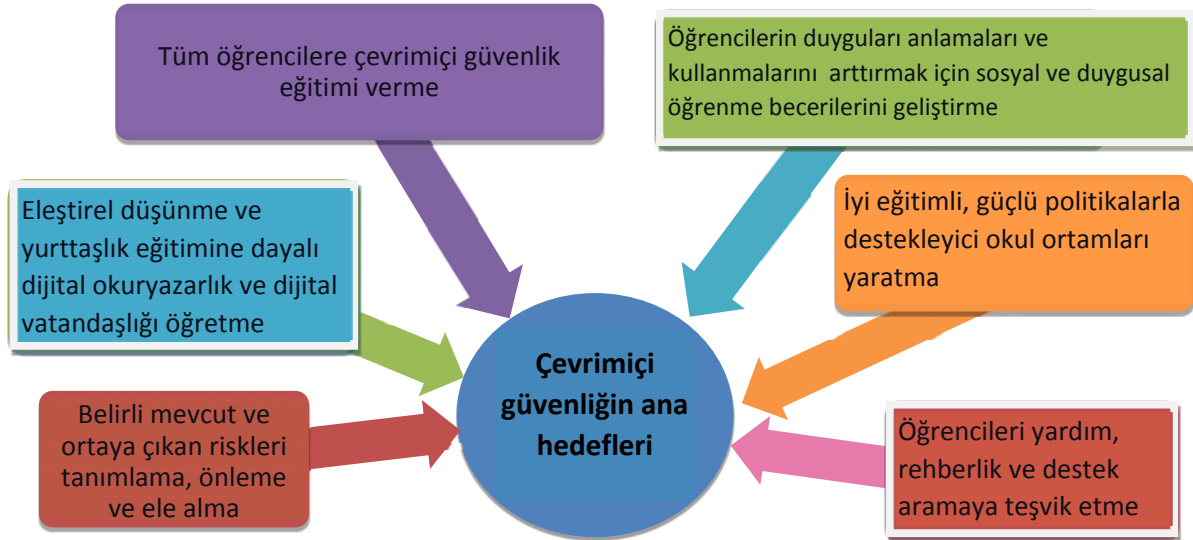 Tüm öğrencilere çevrimiçi güvenlik
eğitimi verme
Öğrencilerin duyguları anlamaları ve
kullanmalarını arttırmak için sosyal ve duygusal
öğrenme becerilerini geliştirme
Eleştirel düşünme ve
yurttaşlık eğitimine dayalı
dijital okuryazarlık ve dijital
vatandaşlığı öğretme
İyi eğitimli, güçlü politikalarla
destekleyici okul ortamları
yaratma
Çevrimiçi
güvenliğin ana
hedefleri
Belirli mevcut ve
ortaya çıkan riskleri
tanımlama, önleme
ve ele alma
Öğrencileri yardım,
rehberlik ve destek
aramaya teşvik etme